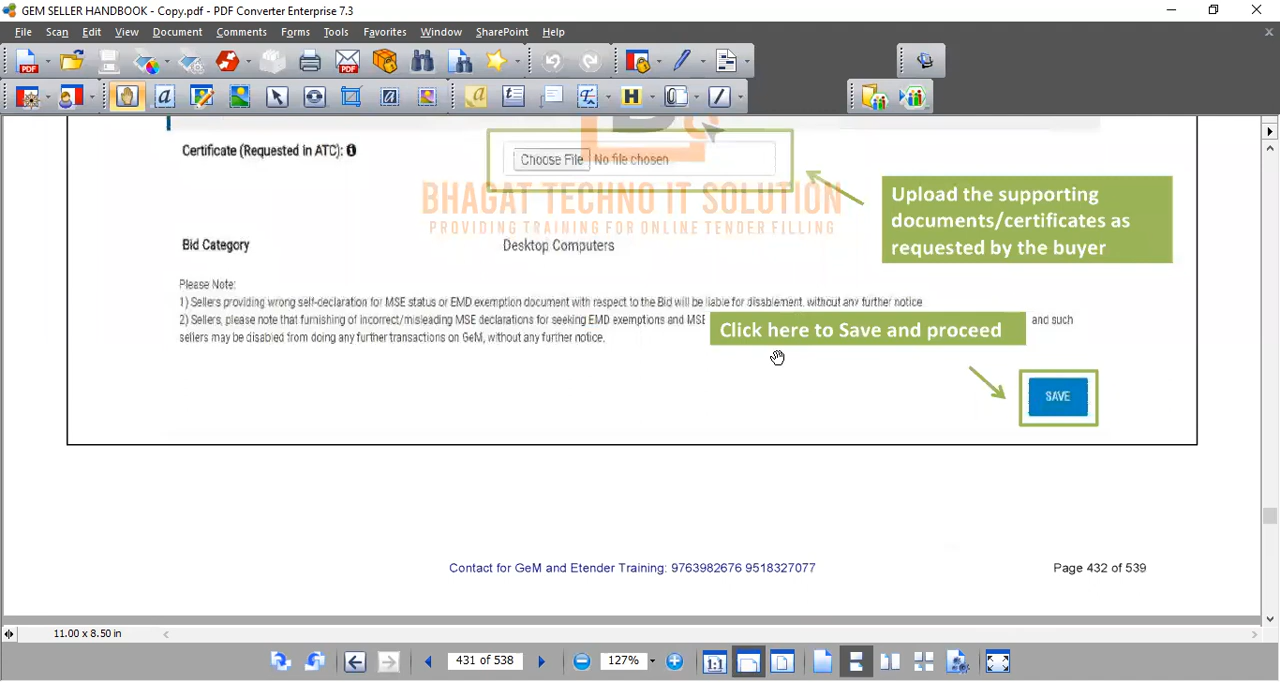 GEM SELLER HANDBOOK - Copy.pdf - PDF Converter Enterprise 7.3
File Scan Edit View Document Comments Forms Tools Favorites Window SharePoint Help
Certificate (Requested in ATC):
Choose File No file chosen
Upload the supporting
documents/certificates as
requested by the buyer
BHAGAT TECHNO IT SOLUTION
PROVIDING TRAINING FOR ONLINE TENDER FILLING
Bid Category Desktop Computers
Please Note:
1) Sellers providing wrong self-declaration for MSE status or EMD exemption document with respect to the Bid will be liable for disablement, without any further notice
2) Sellers, please note that furnishing of incorrect/misleading MSE declarations for seeking EMD exemptions and MSE and such
sellers may be disabled from doing any further transactions on GeM, without any further notice.
Click here to Save and proceed
SAVE
Contact for GeM and Etender Training: 9763982676 9518327077 Page 432 of 539
11.00 x 8.50 in
431 of 538 127%